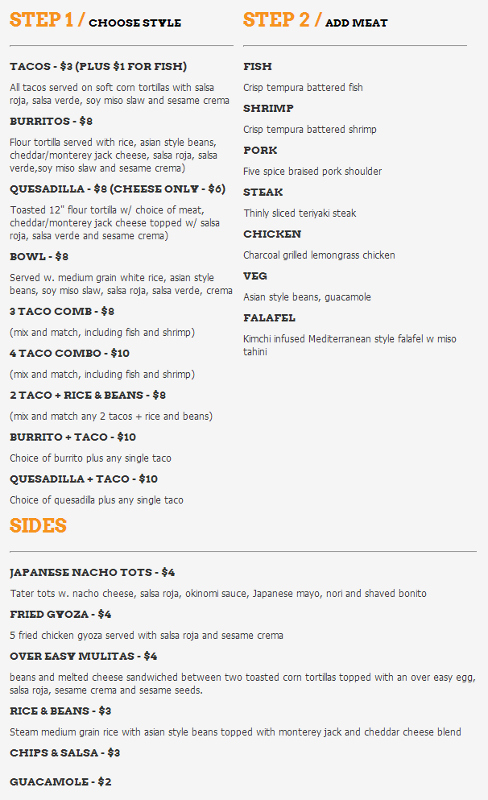 STEP 1 / CHOOSE STYLE
TACOS - $3 (PLUS $1 FOR FISH)
All tacos served on soft corn tortillas with salsa
roja, salsa verde, soy miso slaw and sesame crema
BURRITOS - $8
Flour tortilla served with rice, asian style beans,
cheddar/monterey jack cheese, salsa roja, salsa
verde,soy miso slaw and sesame crema)
QUESADILLA - $8 (CHEESE ONLY - $6)
Toasted 12" flour tortilla w/ choice of meat,
cheddar/monterey jack cheese topped w/ salsa
roja, salsa verde and sesame crema)
BOWL - $8
Served w. medium grain white rice, asian style
beans, soy miso slaw, salsa roja, salsa verde, crema
3 TACO COMB - $8
(mix and match, including fish and shrimp)
4 TACO COMBO - $10
(mix and match, including fish and shrimp)
2 TACO + RICE & BEANS - $8
(mix and match any 2 tacos + rice and beans)
BURRITO + TACO - $10
Choice of burrito plus any single taco
QUESADILLA + TACO - $10
Choice of quesadilla plus any single taco
STEP 2 / ADD MEAT
FISH
Crisp tempura battered fish
SHRIMP
Crisp tempura battered shrimp
PORK
Five spice braised pork shoulder
STEAK
Thinly sliced teriyaki steak
CHICKEN
Charcoal grilled lemongrass chicken
VEG
Asian style beans, guacamole
FALAFEL
Kimchi infused Mediterranean style falafel w miso
tahini
SIDES
JAPANESE NACHO TOTS - $4
Tater tots w. nacho cheese, salsa roja, okinomi sauce, Japanese mayo, nori and shaved bonito
FRIED GYOZA - $4
5 fried chicken gyoza served with salsa roja and sesame crema
OVER EASY MULITAS - $4
beans and melted cheese sandwiched between two toasted corn tortillas topped with an over easy egg,
salsa roja, sesame crema and sesame seeds.
RICE & BEANS - $3
Steam medium grain rice with asian style beans topped with monterey jack and cheddar cheese blend
CHIPS & SALSA - $3
GUACAMOLE - $2